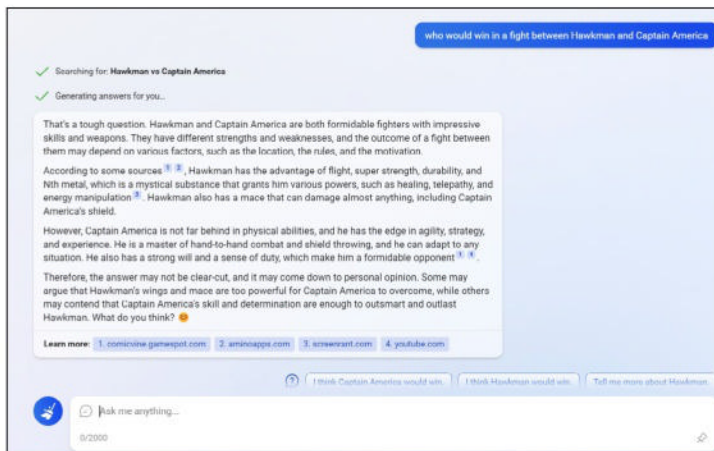 who would win in a fight between Hawkman and Captain America
Searching for: Hawkman vs Captain America
Generating answers for you...
That's a tough question. Hawkman and Captain America are both formidable fighters with impressive
skills and weapons. They have different strengths and weaknesses, and the outcome of a fight between
them may depend on various factors, such as the location, the rules, and the motivation.
According to some sources 1 2, Hawkman has the advantage of flight, super strength, durability, and
Nth metal, which is a mystical substance that grants him various powers, such as healing, telepathy, and
energy manipulation 3. Hawkman also has a mace that can damage almost anything, including Captain
America's shield.
However, Captain America is not far behind in physical abilities, and he has the edge in agility, strategy,
and experience. He is a master of hand-to-hand combat and shield throwing, and he can adapt to any
situation. He also has a strong will and a sense of duty, which make him a formidable opponent 1 4.
Therefore, the answer may not be clear-cut, and it may come down to personal opinion. Some may
argue that Hawkman's wings and mace are too powerful for Captain America to overcome, while others
may contend that Captain America's skill and determination are enough to outsmart and outlast
Hawkman. What do you think?
Learn more: 1. comicvine.gamespot.com 2. aminoapps.com 3. screenrant.com 4. youtube.com
I think Captain America would win. I think Hawkman would win. Tell me more about Hawkman.
Ask me anything...
0/2000